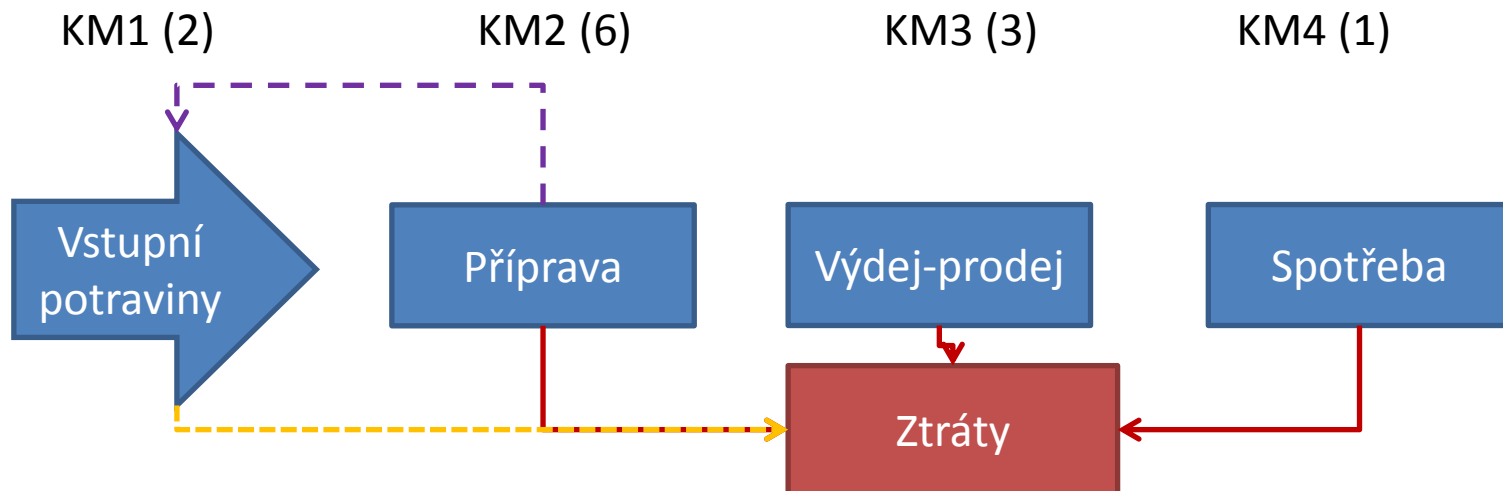 KM1 (2) KM2 (6) KM3 (3) KM4 (1)
Vstupní
potraviny
Příprava
Výdej-prodej
Spotřeba
Ztráty